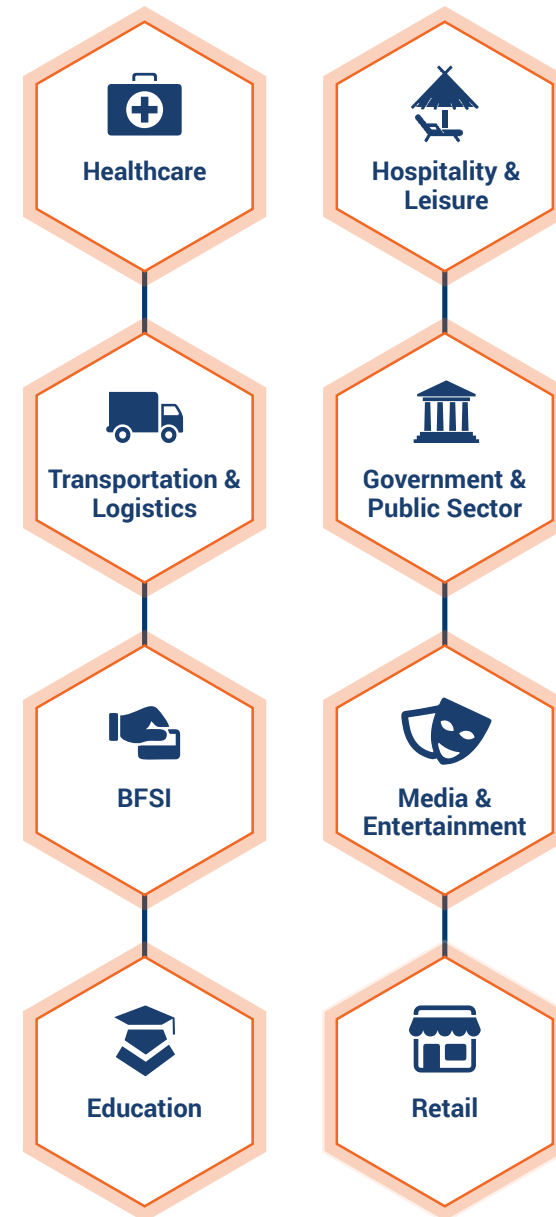 Healthcare
Hospitality &
Leisure
Transportation &
Logistics
Government &
Public Sector
BFSI
Media &
Entertainment
Education
Retail